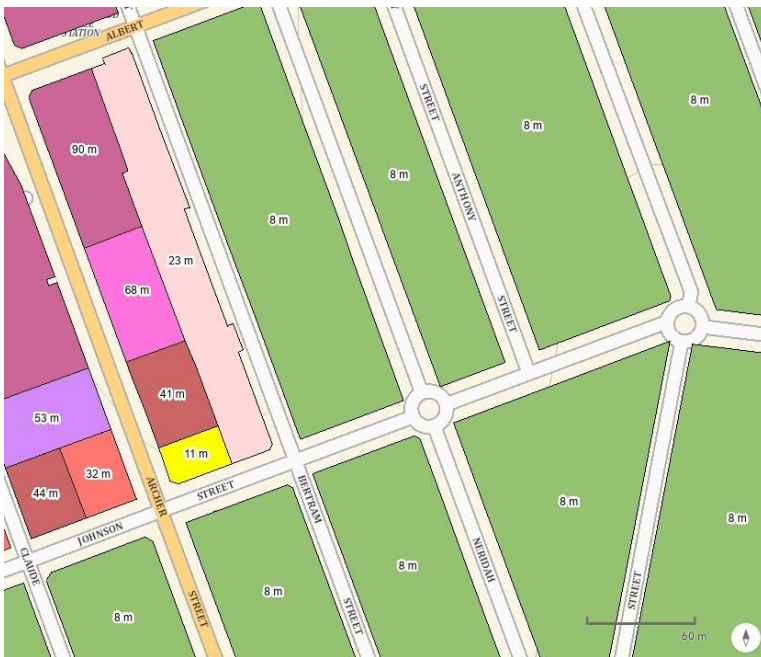 STATION
ALBERT
STREET
8 m
8 m
90 m
8 m
ANTHONY
8 m
23 m
68 m
STREET
41 m
53 m
11 m
32 m
44 m
ARCHER
STREET
BERTRAM
8 m
8 m
JOHNSON
CLAUDE
8 m
NERIDAH
8 m
8 m
STREET
STREET
STREET
60 m